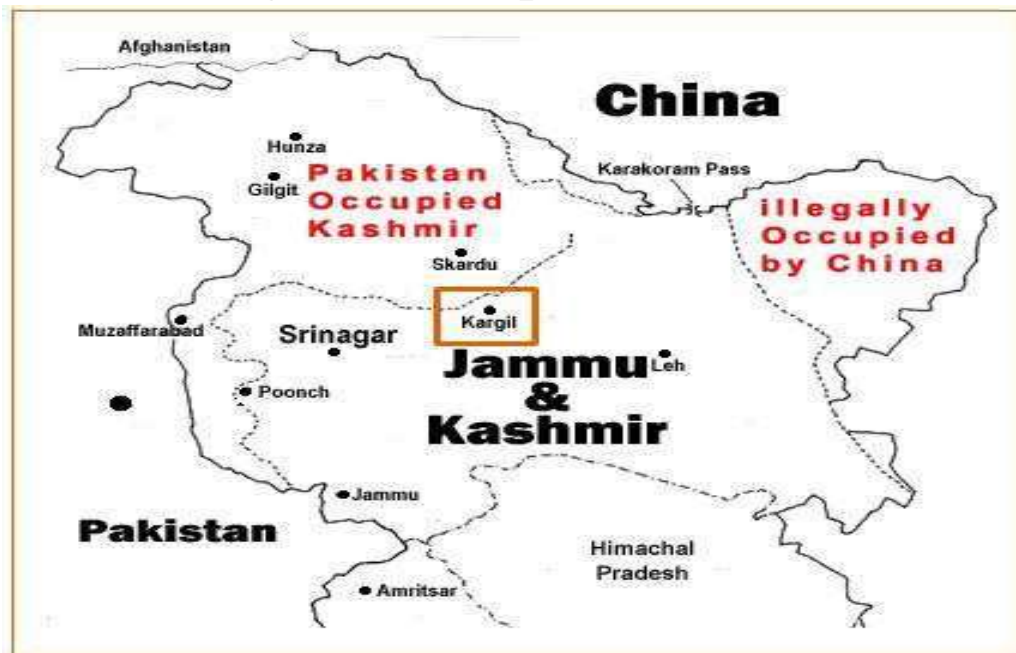 Afghanistan
China
Hunza
Gilgit
Pakistan
Occupied
Kashmir
Karakoram Pass
illegally
Occupied
by China
Skardu
Kargil
Muzaffarabad
Srinagar
Jammu
&
Kashmir
Leh
Poonch
Jammu
Pakistan
Himachal
Pradesh
Amritsar